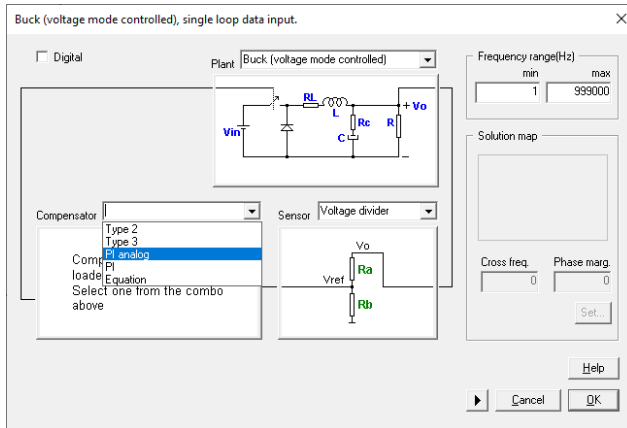 Buck (voltage mode controlled), single loop data input.
Digital
Plant Buck (voltage mode controlled)
Vin
RL
L
Rc
C
R
+ Vo
−
Frequency range(Hz)
min max
1 999000
Solution map
Compensator
Type 2
Type 3
PI analog
PI
Equation
Comp
loade
Select one from the combo
above
Sensor Voltage divider
Vo
Ra
Vref
Rb
Cross freq. Phase marg.
0 0
Set...
Help
Cancel OK